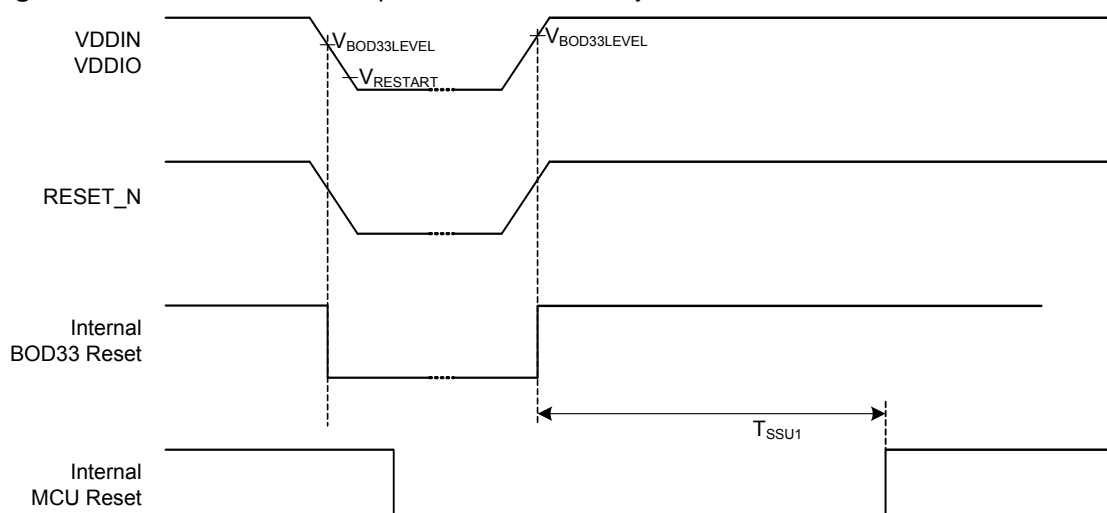 VDDIN
VDDIO
VBOD33LEVEL
VBOD33LEVEL
VRESTART
RESET_N
Internal
BOD33 Reset
TSSU1
Internal
MCU Reset